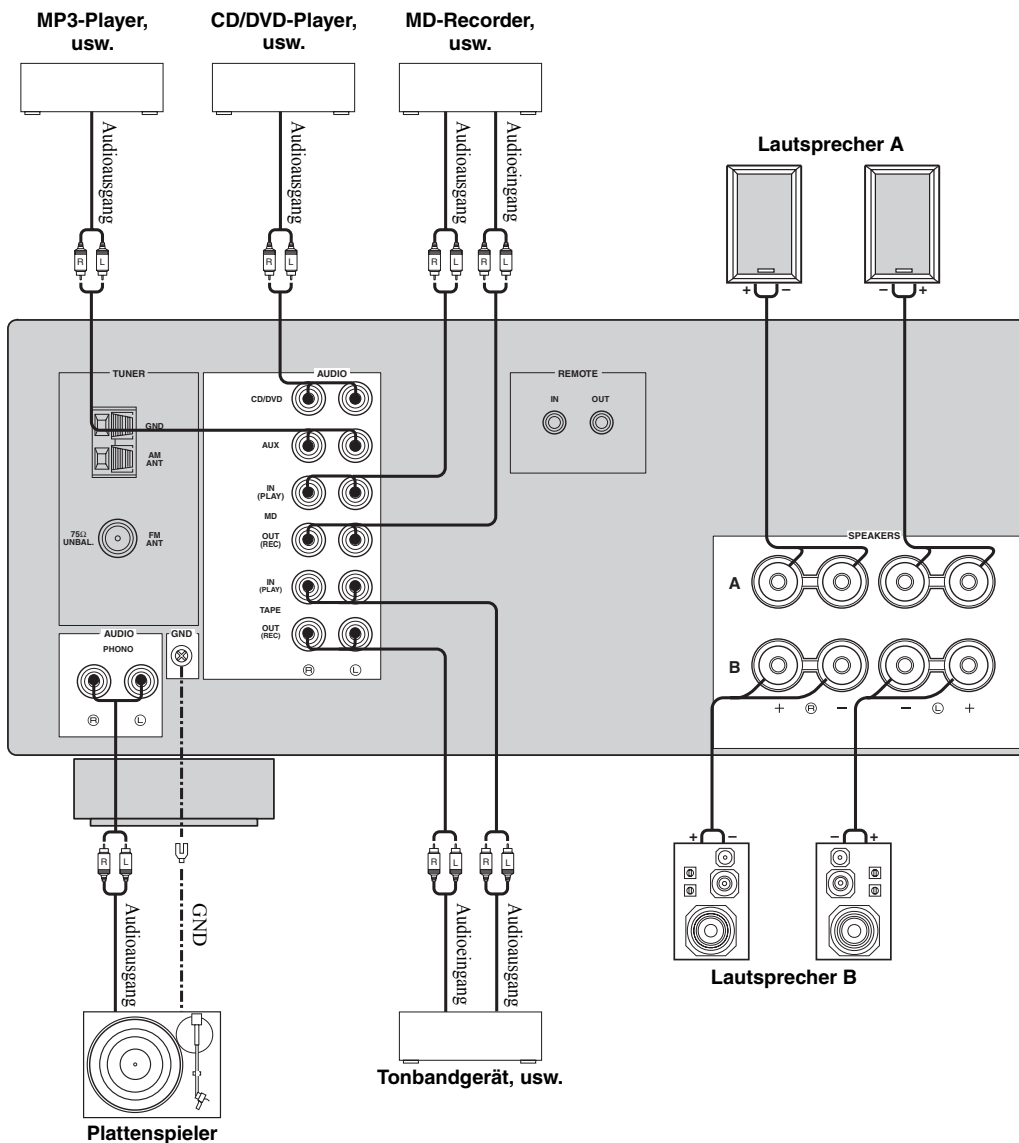 MP3-Player,
usw.
CD/DVD-Player,
usw.
MD-Recorder,
usw.
Audioausgang
Audioausgang
Audioausgang
Audioeingang
Lautsprecher A
R L
R L
R L
R L
+ −
− +
TUNER
GND
AM
ANT
75Ω
UNBAL.
FM
ANT
AUDIO
CD/DVD
AUX
IN
(PLAY)
MD
OUT
(REC)
IN
(PLAY)
TAPE
OUT
(REC)
R L
REMOTE
IN OUT
SPEAKERS
A
B
+ R − − L +
AUDIO
PHONO
R L
GND
R L
R L
R L
+ −
− +
Audioausgang
GND
Audioeingang
Audioausgang
Lautsprecher B
Tonbandgerät, usw.
Plattenspieler